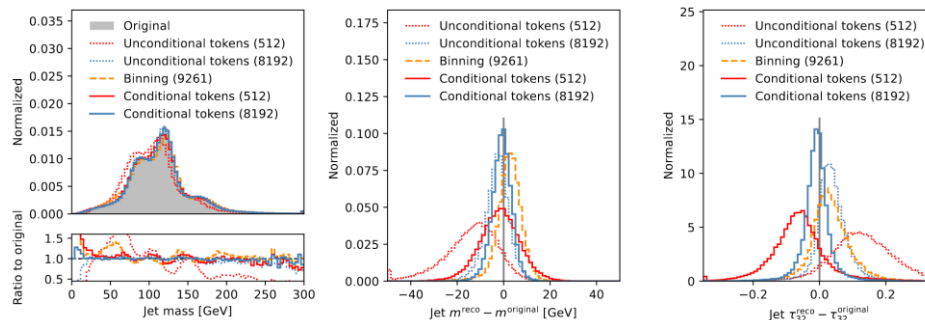 Original
Unconditional tokens (512)
Unconditional tokens (8192)
Binning (9261)
Conditional tokens (512)
Conditional tokens (8192)
Normalized
0.035
0.030
0.025
0.020
0.015
0.010
0.005
0.000
Ratio to original
1.5
1.0
0.5
0 50 100 150 200 250 300
Jet mass [GeV]
Unconditional tokens (512)
Unconditional tokens (8192)
Binning (9261)
Conditional tokens (512)
Conditional tokens (8192)
Normalized
0.175
0.150
0.125
0.100
0.075
0.050
0.025
0.000
−40 −20 0 20 40
Jet m^reco − m^original [GeV]
Unconditional tokens (512)
Unconditional tokens (8192)
Binning (9261)
Conditional tokens (512)
Conditional tokens (8192)
Normalized
25
20
15
10
5
0
−0.2 0.0 0.2
Jet τ_32^reco − τ_32^original